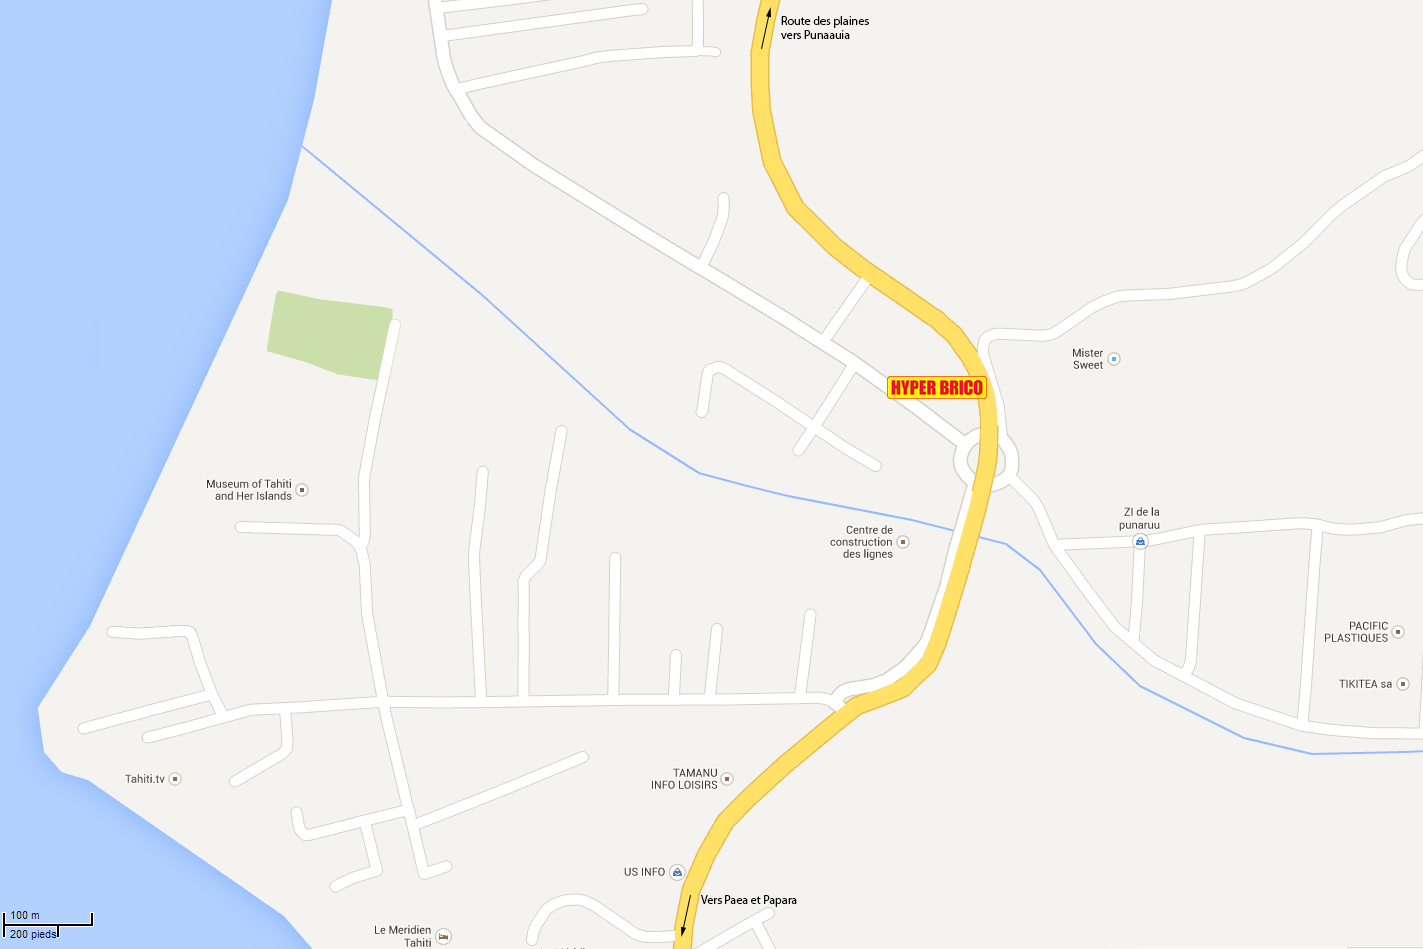 Route des plaines
vers Punaauia
Mister
Sweet
HYPER BRICO
Museum of Tahiti
and Her Islands
ZI de la
punaruu
Centre de
construction
des lignes
PACIFIC
PLASTIQUES
TIKITEA sa
Tahiti.tv
TAMANU
INFO LOISIRS
US INFO
Vers Paea et Papara
100 m
200 pieds
Le Meridien
Tahiti